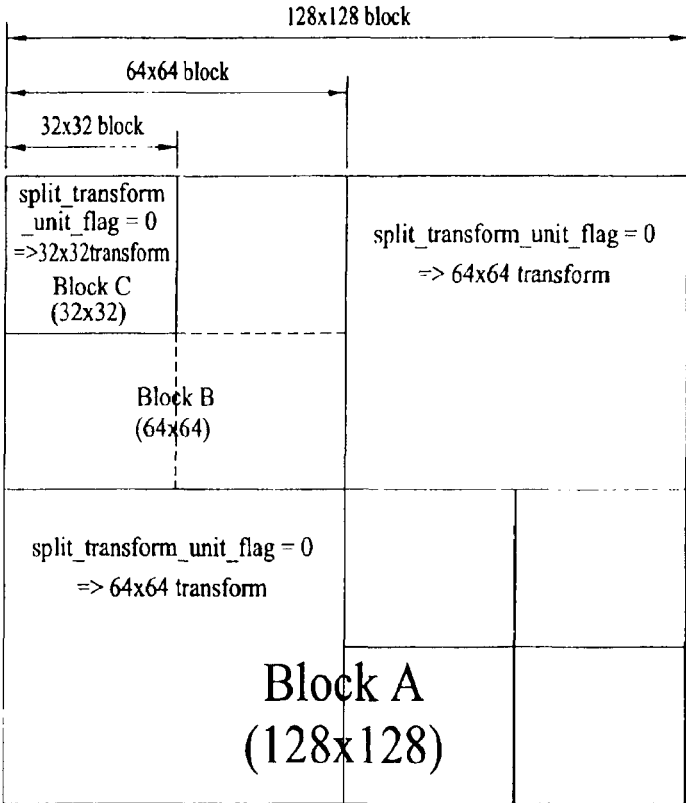 128x128 block
64x64 block
32x32 block
split_transform
_unit_flag = 0
=>32x32transform
Block C
(32x32)
split_transform_unit_flag = 0
=> 64x64 transform
Block B
(64x64)
split_transform_unit_flag = 0
=> 64x64 transform
Block A
(128x128)